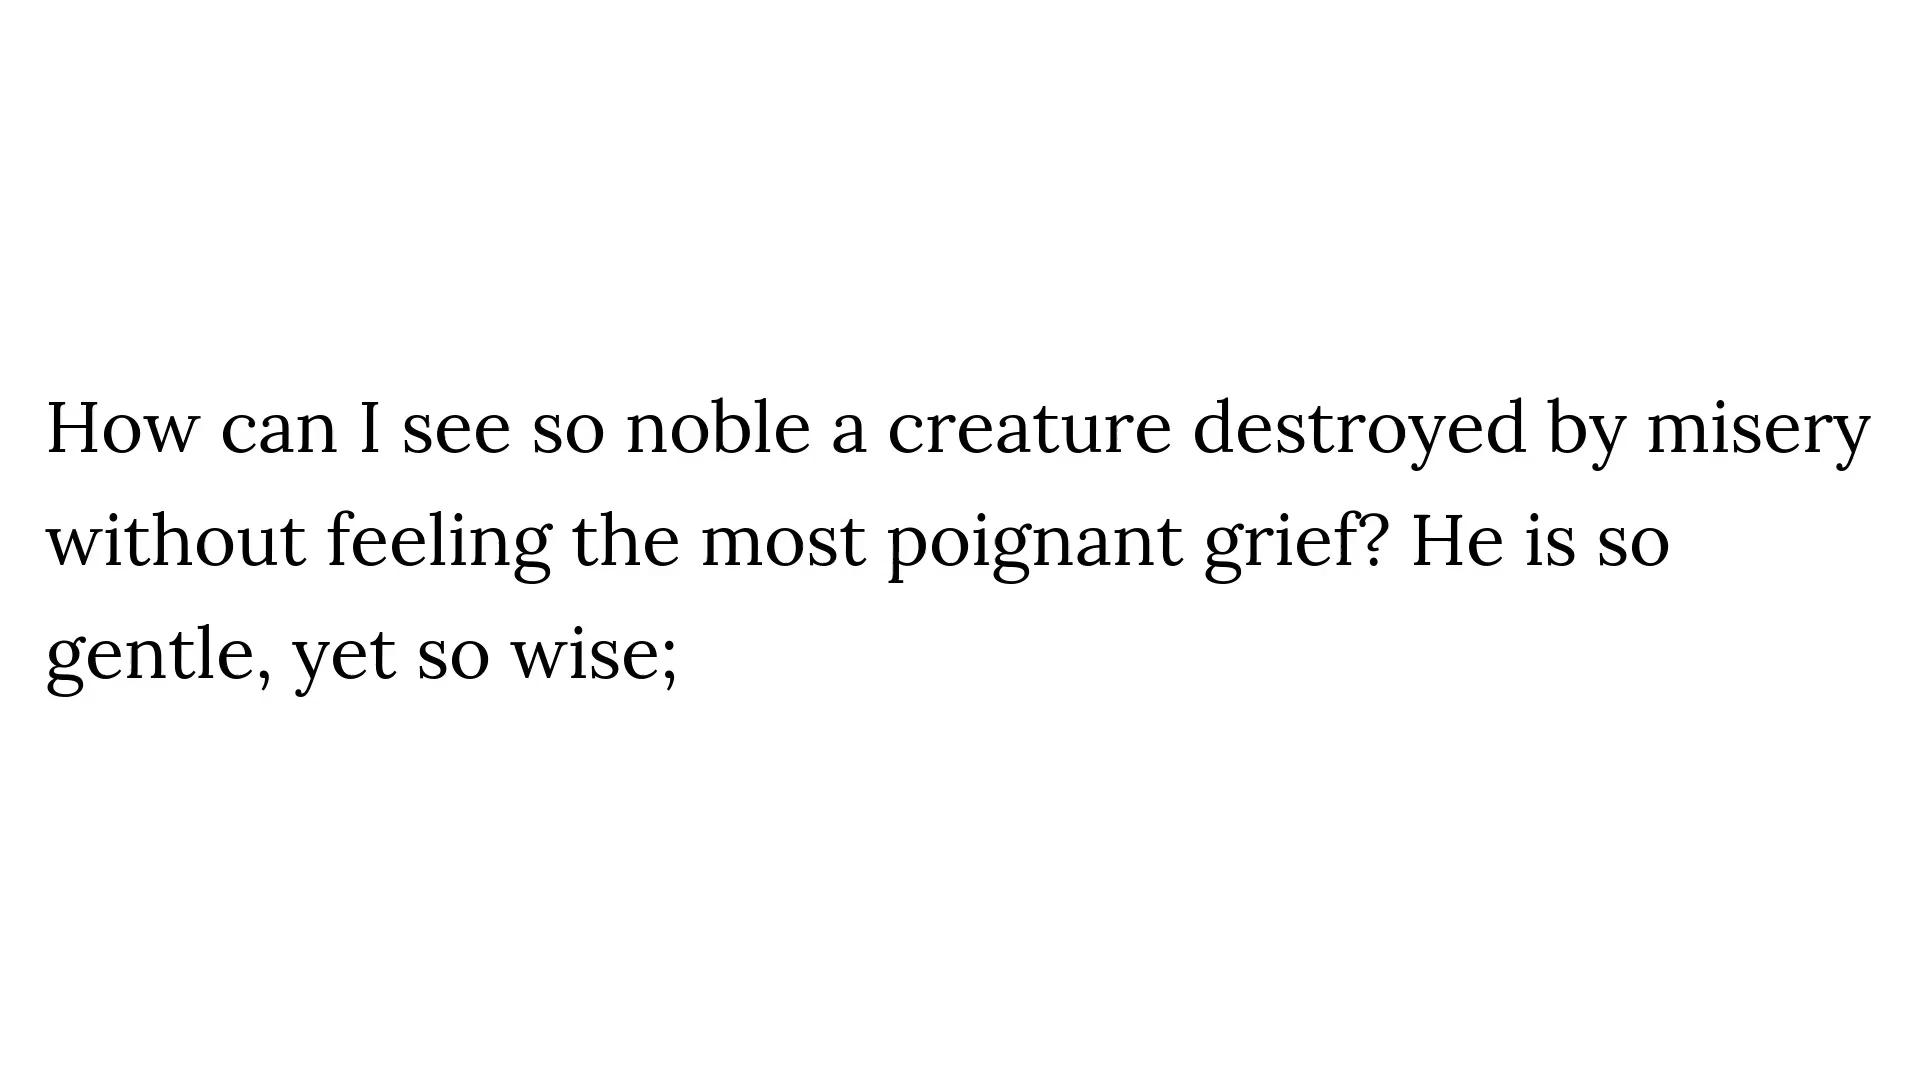 How can I see so noble a creature destroyed by misery
without feeling the most poignant grief? He is so
gentle, yet so wise;